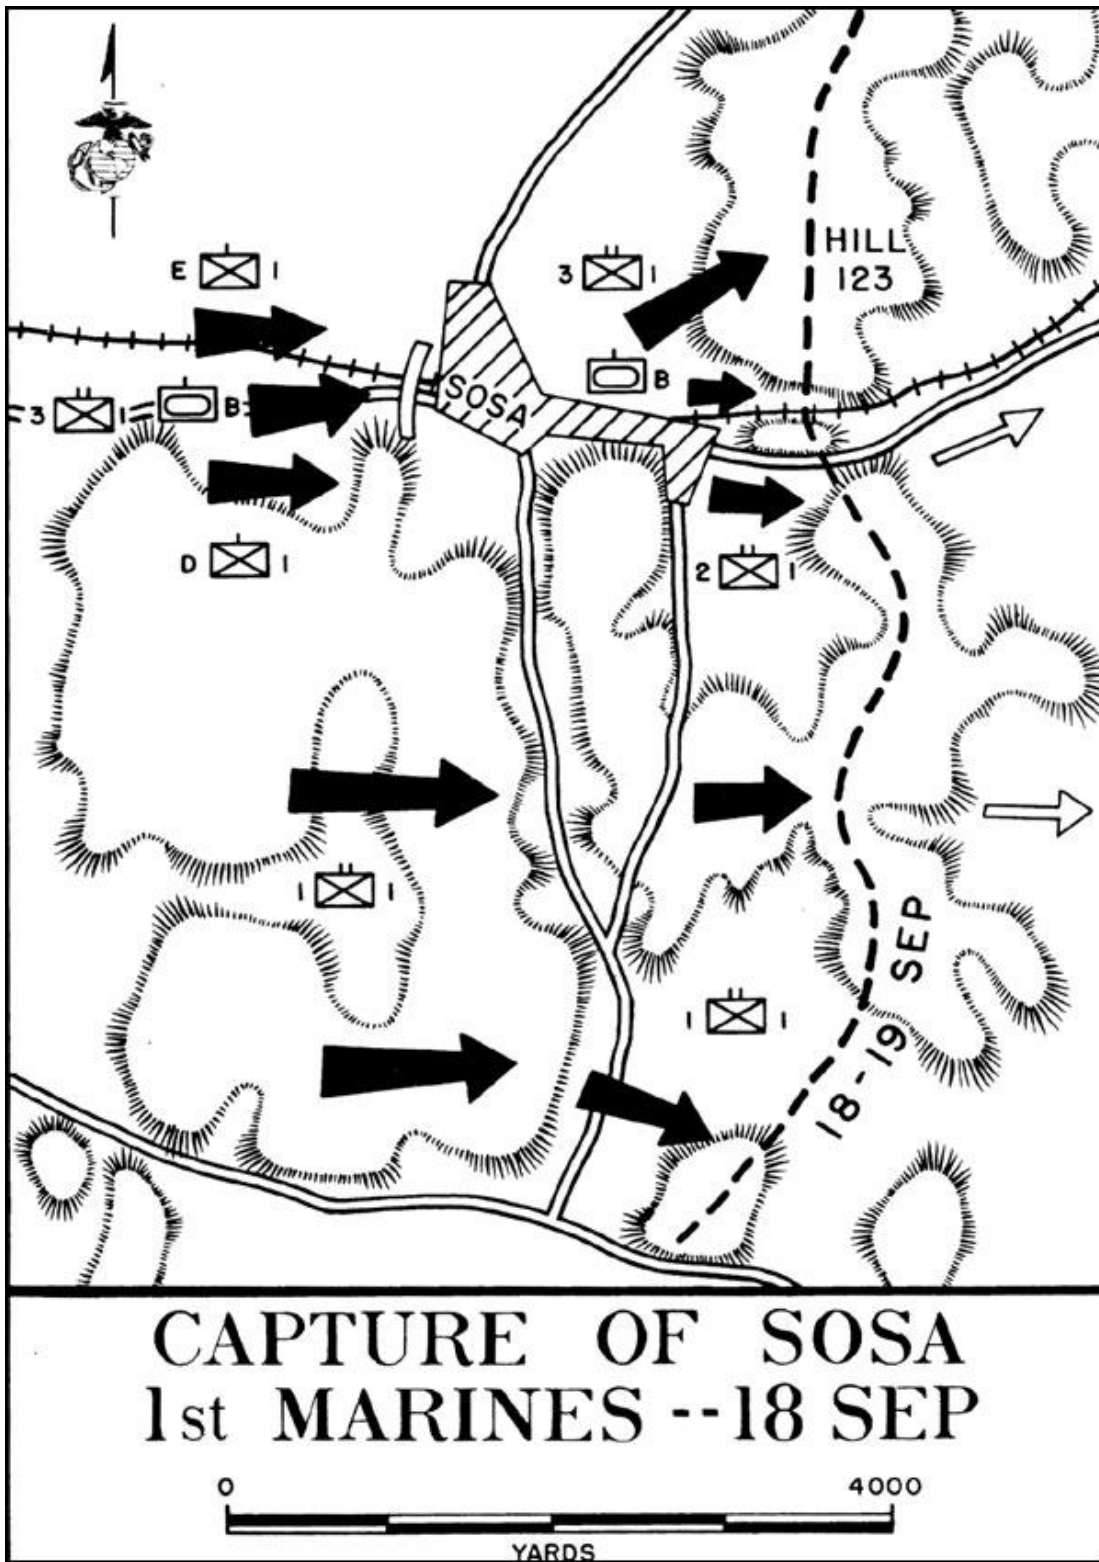 HILL
123
E 1
3 1
B
SOSA
3 1
B
D 1
2 1
1 1
1 1
18-19 SEP
CAPTURE OF SOSA
1st MARINES -- 18 SEP
0 4000
YARDS